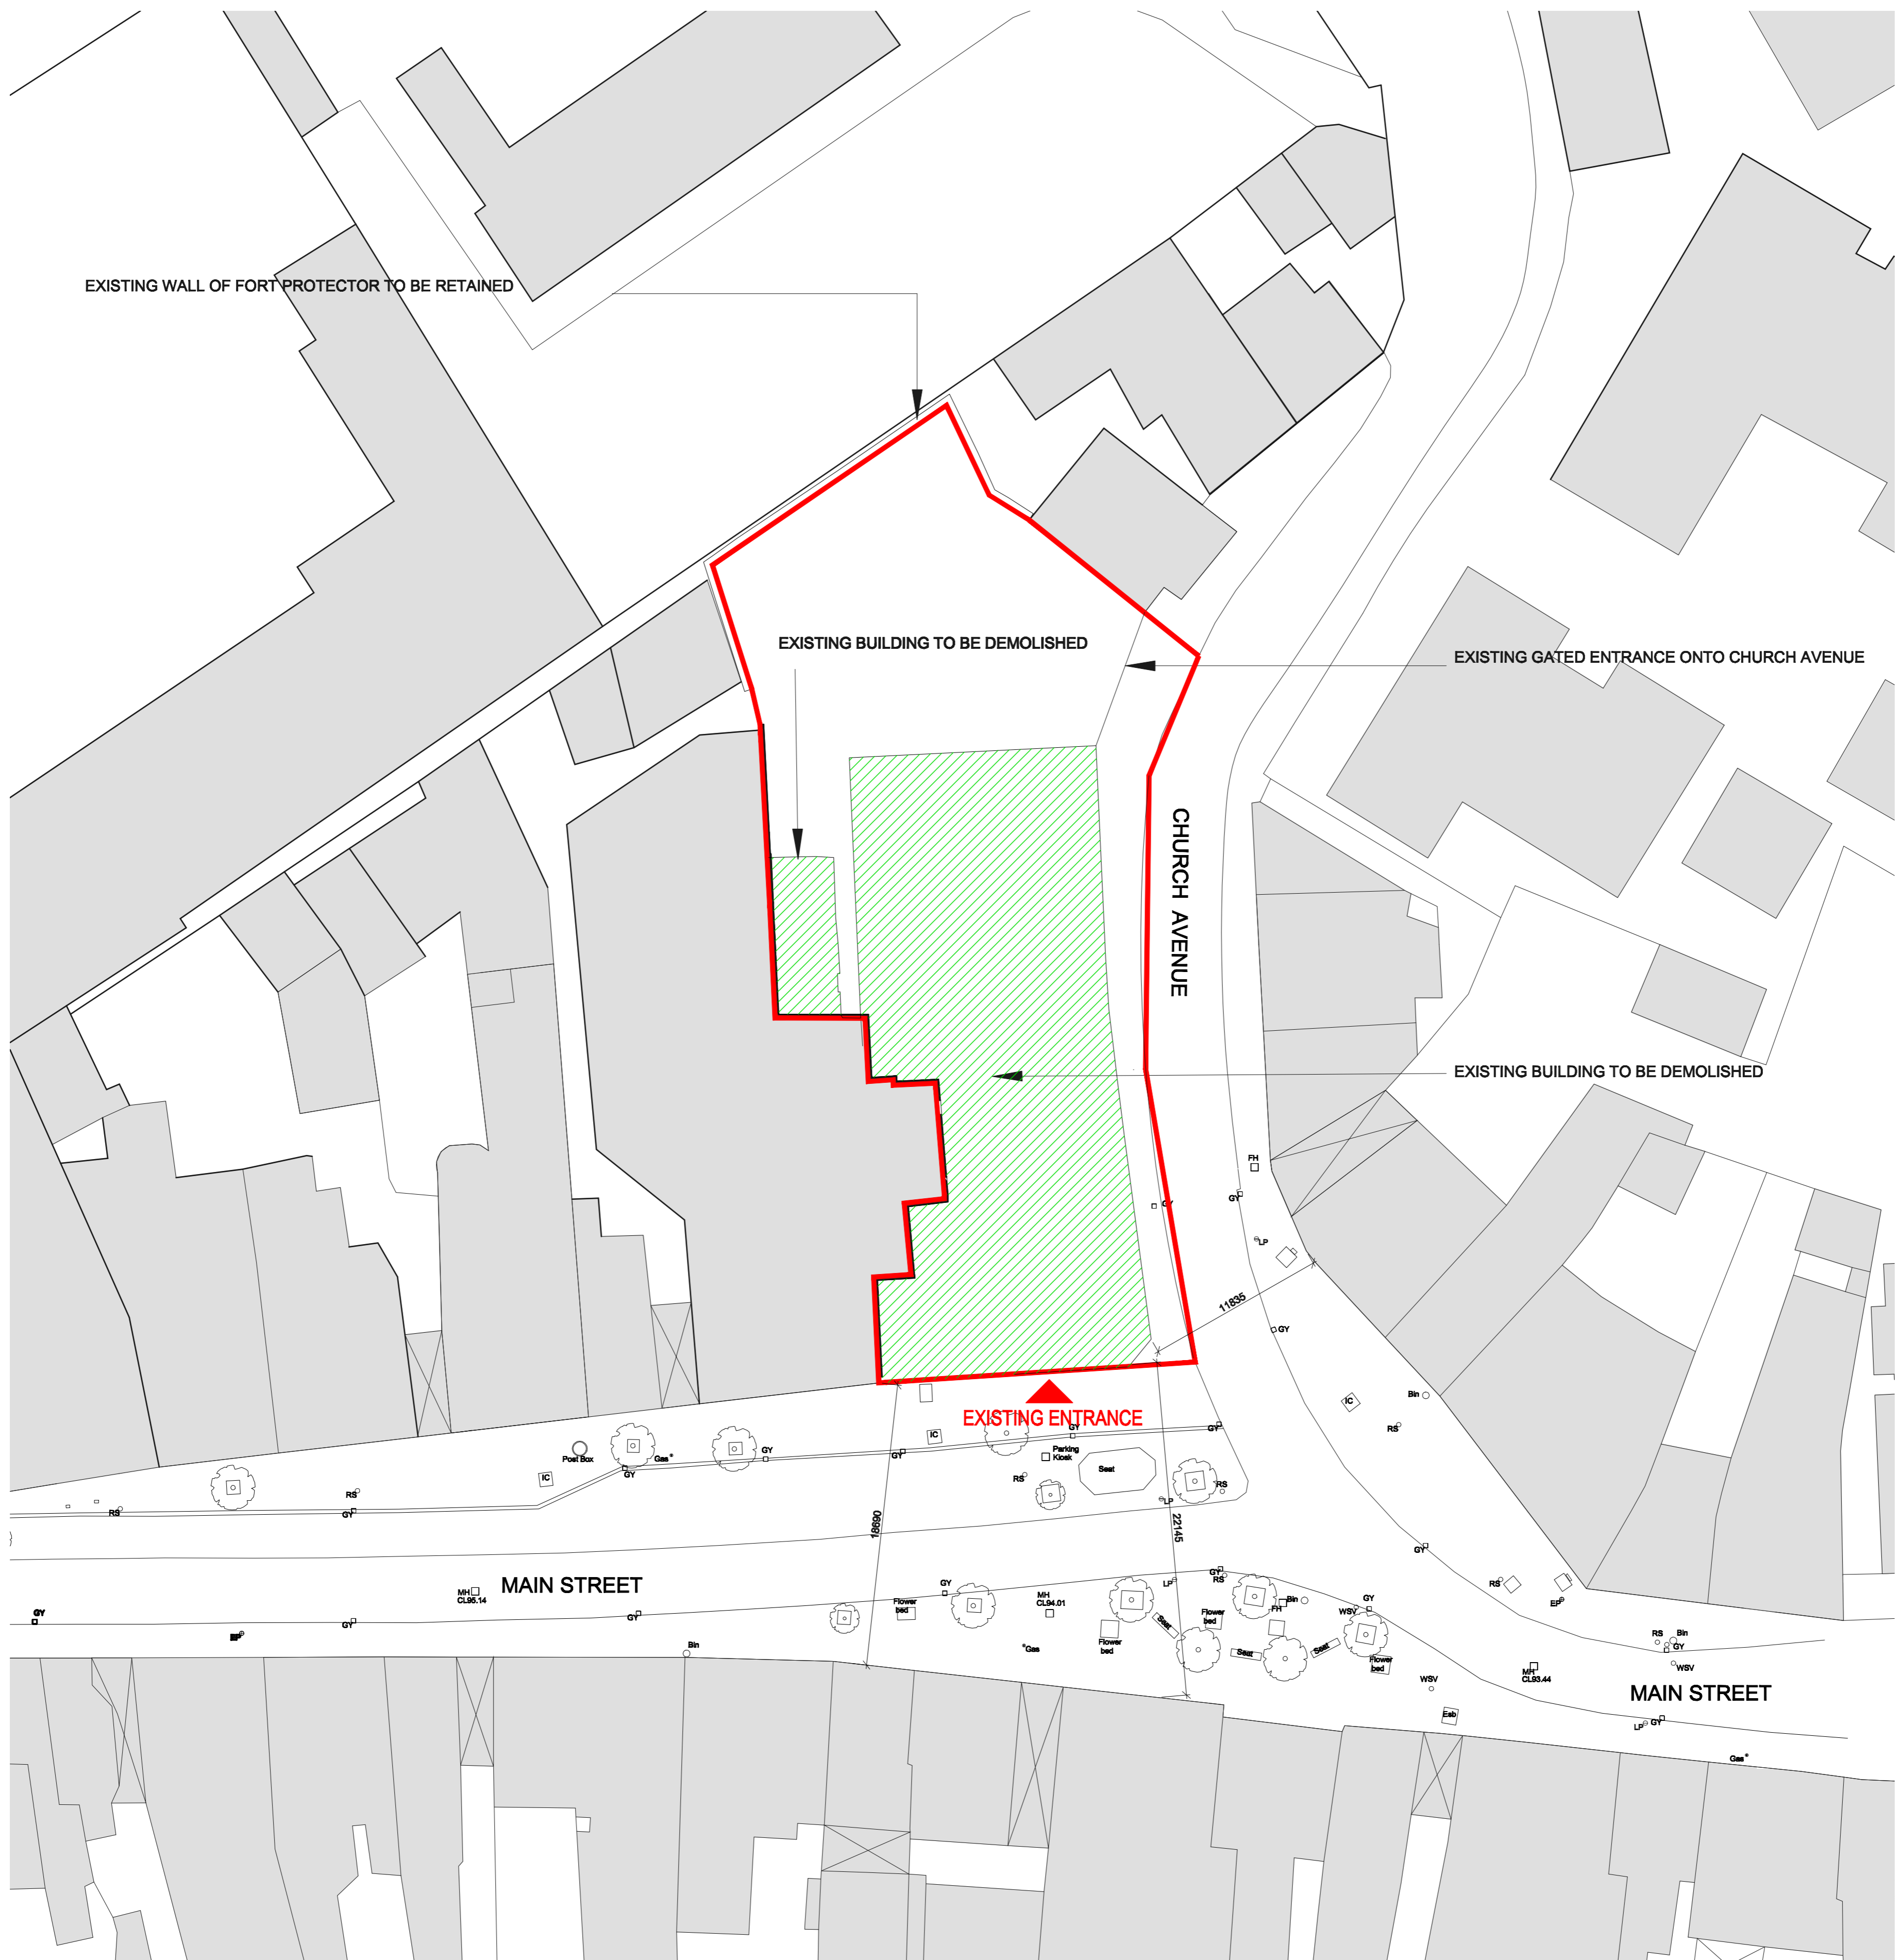 EXISTING WALL OF FORT PROTECTOR TO BE RETAINED
EXISTING BUILDING TO BE DEMOLISHED
EXISTING GATED ENTRANCE ONTO CHURCH AVENUE
CHURCH AVENUE
EXISTING BUILDING TO BE DEMOLISHED
FH
GY
GY
LP
11835
GY
EXISTING ENTRANCE
Bin
IC
RS
GY
GY
IC
GY
GY
Parking
Kiosk
Seat
Post Box
Gas
GY
IC
RS
RS
LP
RS
RS
GY
18690
22145
GY
MAIN STREET
MH
CL95.14
GY
MH
CL94.01
LP
GY
RS
Flower
bed
Flower
bed
Seat
Flower
bed
FH
Bin
WSV
GY
RS
EP
GY
GY
GY
EP
Bin
Gas
Seat
Seat
Flower
bed
RS
Bin
GY
WSV
MH
CL93.44
WSV
MAIN STREET
Esb
LP
GY
Gas